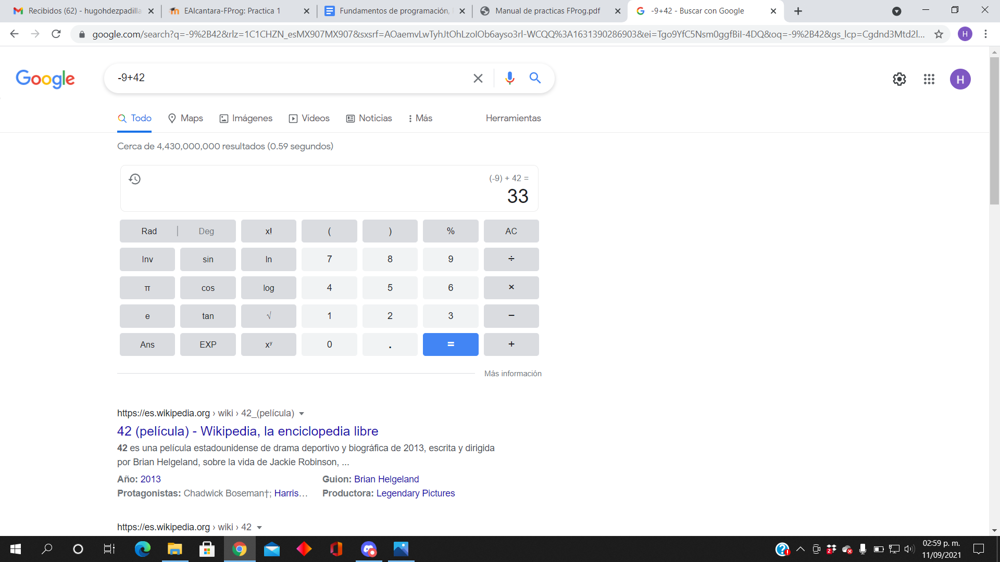 Recibidos (62) - hugohdezpadilla
EAlcantara-FProg: Practica 1
Fundamentos de programación,
Manual de practicas FProg.pdf
-9+42 - Buscar con Google
google.com/search?q=-9%2B42&rlz=1C1CHZN_esMX907MX907&sxsrf=AOaemvLwTyhJtOhLzoIOb6ayso3rI-WCQQ%3A1631390286903&ei=Tgo9YfC5Nsm0ggfBiI-4DQ&oq=-9%2B42&gs_lcp=Cgdnd3Mtd2l...
H
Google
-9+42
H
Todo
Maps
Imágenes
Vídeos
Noticias
Más
Herramientas
Cerca de 4,430,000,000 resultados (0.59 segundos)
(-9) + 42 =
33
Rad | Deg x! ( ) % AC
Inv sin ln 7 8 9 ÷
π cos log 4 5 6 ×
e tan √ 1 2 3 −
Ans EXP xʸ 0 . = +
Más información
https://es.wikipedia.org › wiki › 42_(película)
42 (película) - Wikipedia, la enciclopedia libre
42 es una película estadounidense de drama deportivo y biográfica de 2013, escrita y dirigida
por Brian Helgeland, sobre la vida de Jackie Robinson, ...
Año: 2013
Guion: Brian Helgeland
Protagonistas: Chadwick Boseman†; Harris…
Productora: Legendary Pictures
https://es.wikipedia.org › wiki › 42
02:59 p. m.
11/09/2021